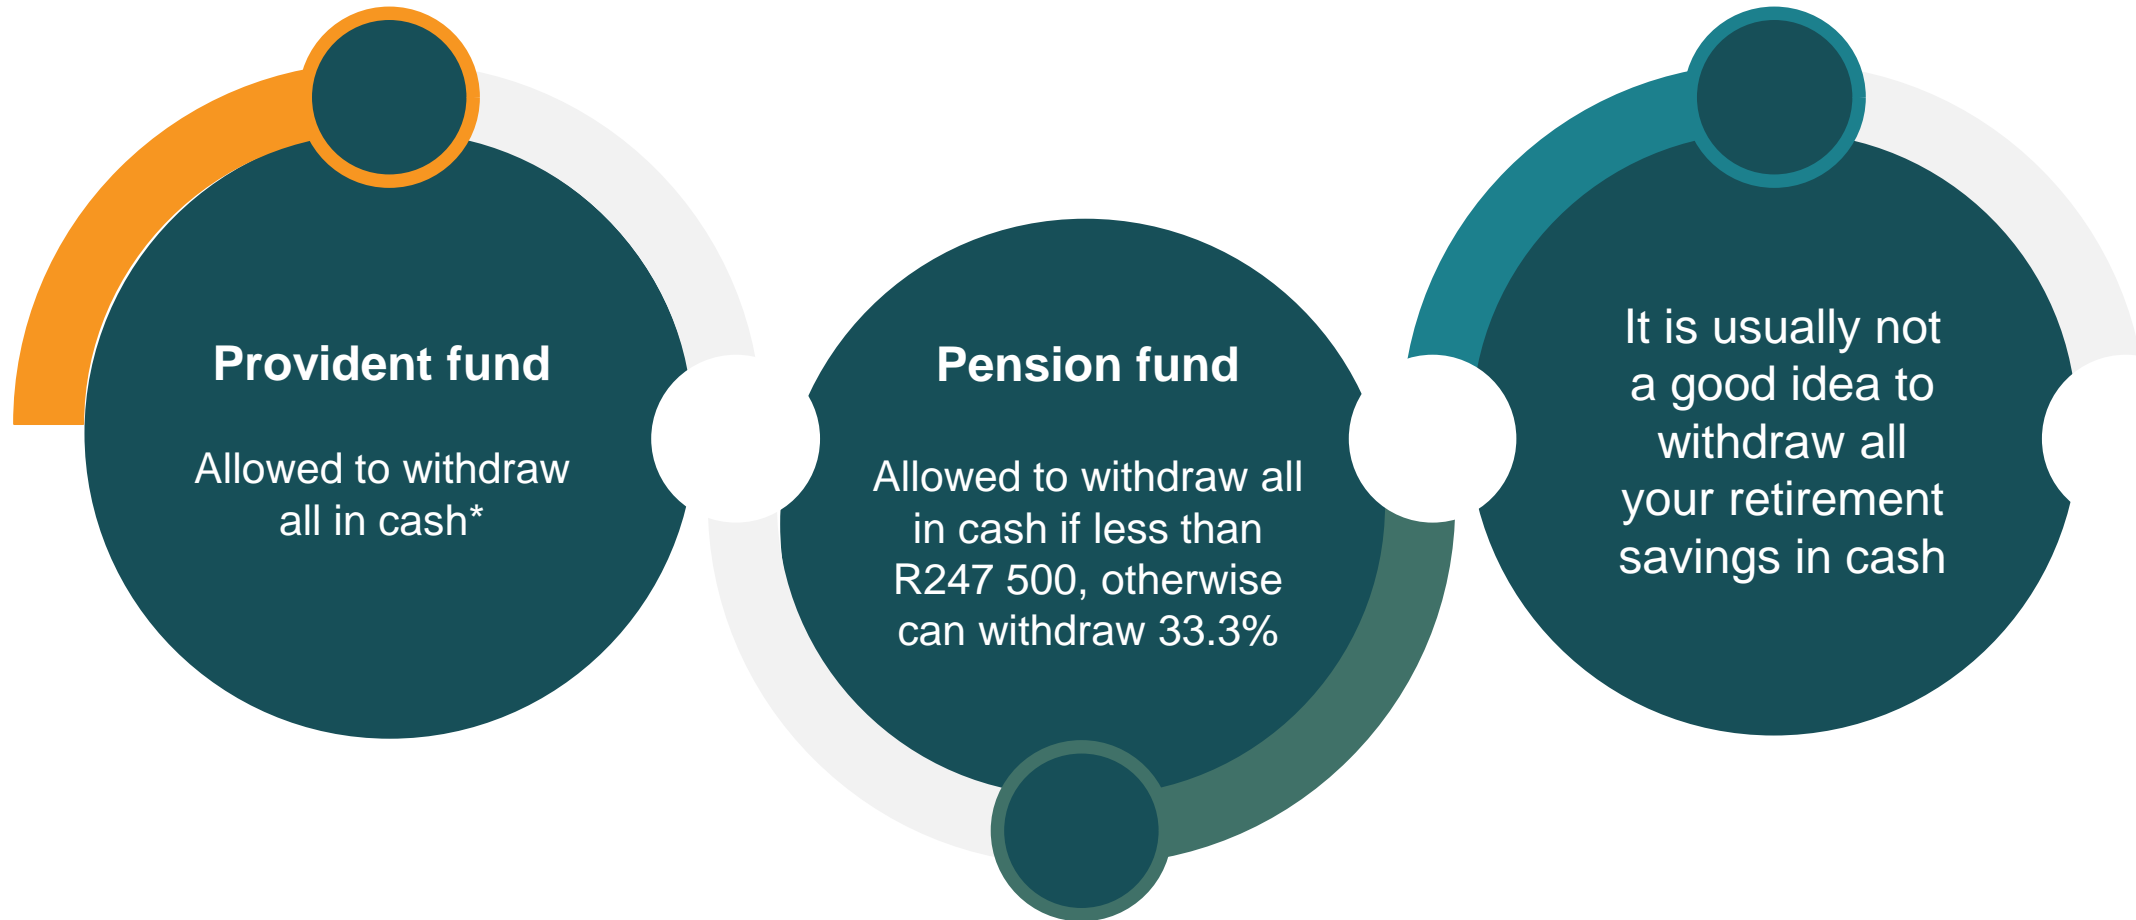 Provident fund
Allowed to withdraw
all in cash*
Pension fund
Allowed to withdraw all
in cash if less than
R247 500, otherwise
can withdraw 33.3%
It is usually not
a good idea to
withdraw all
your retirement
savings in cash